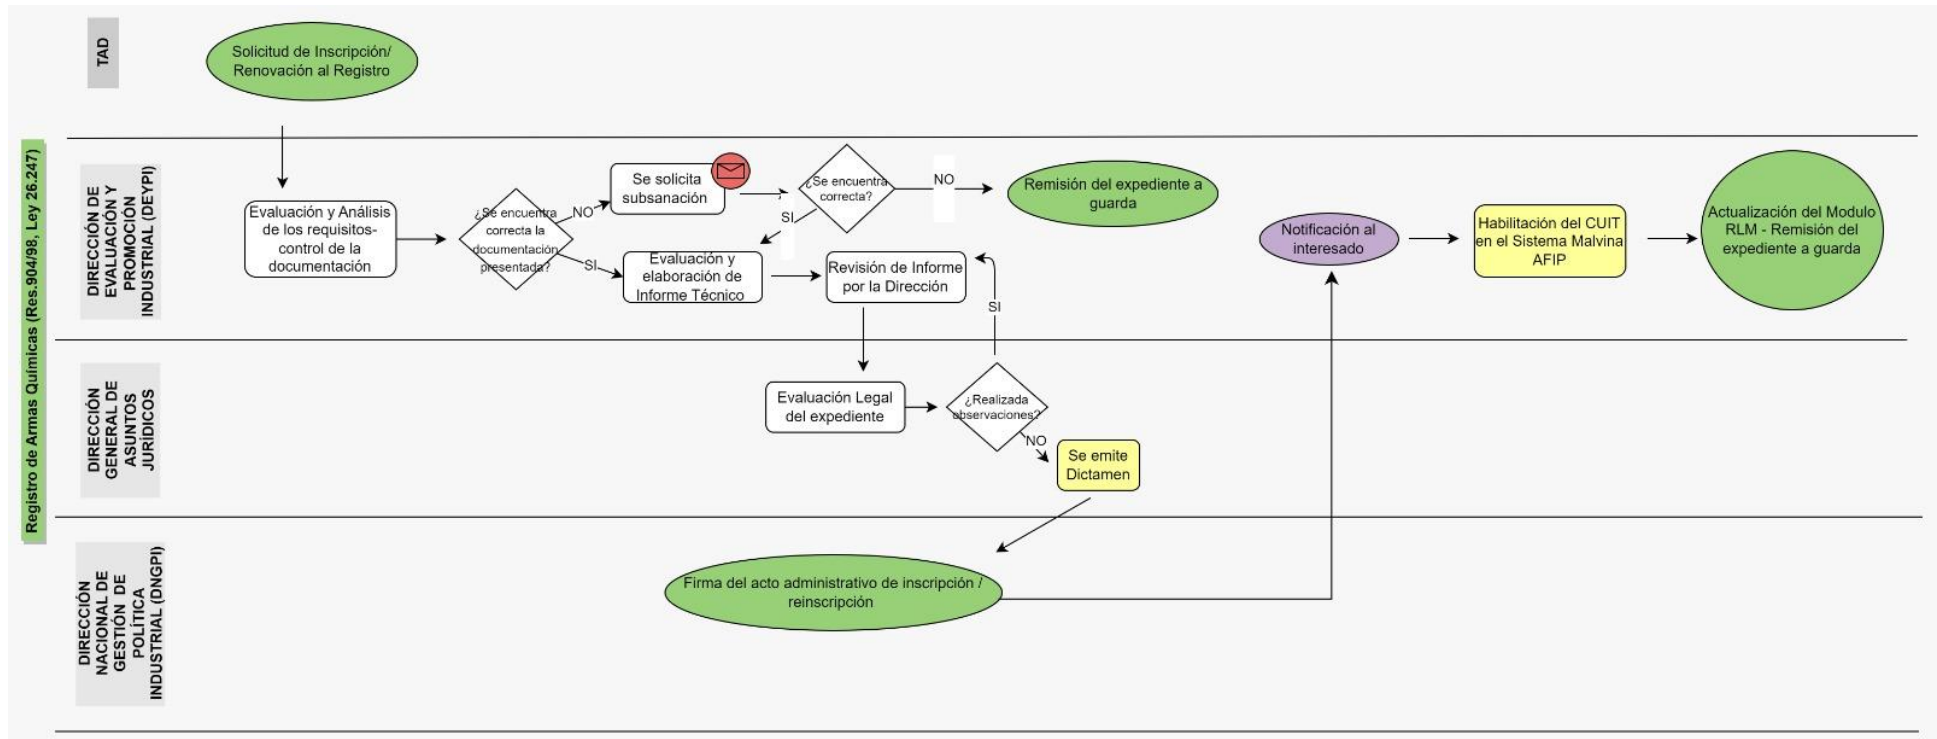 Registro de Armas Químicas (Res.904/98, Ley 26.247)
TAD
Solicitud de Inscripción/
Renovación al Registro
DIRECCIÓN DE
EVALUACIÓN Y
PROMOCIÓN
INDUSTRIAL (DEYPI)
Evaluación y Análisis
de los requisitos-
control de la
documentación
¿Se encuentra
correcta la
documentación
presentada?
NO
SI
Se solicita
subsanación
¿Se encuentra
correcta?
NO
SI
Remisión del expediente a
guarda
Evaluación y
elaboración de
Informe Técnico
Revisión de Informe
por la Dirección
SI
Notificación al
interesado
Habilitación del CUIT
en el Sistema Malvina
AFIP
Actualización del Modulo
RLM - Remisión del
expediente a guarda
DIRECCIÓN
GENERAL DE
ASUNTOS
JURÍDICOS
Evaluación Legal
del expediente
¿Realizada
observaciones?
NO
Se emite
Dictamen
DIRECCIÓN
NACIONAL DE
GESTIÓN DE
POLÍTICA
INDUSTRIAL (DNGPI)
Firma del acto administrativo de inscripción /
reinscripción